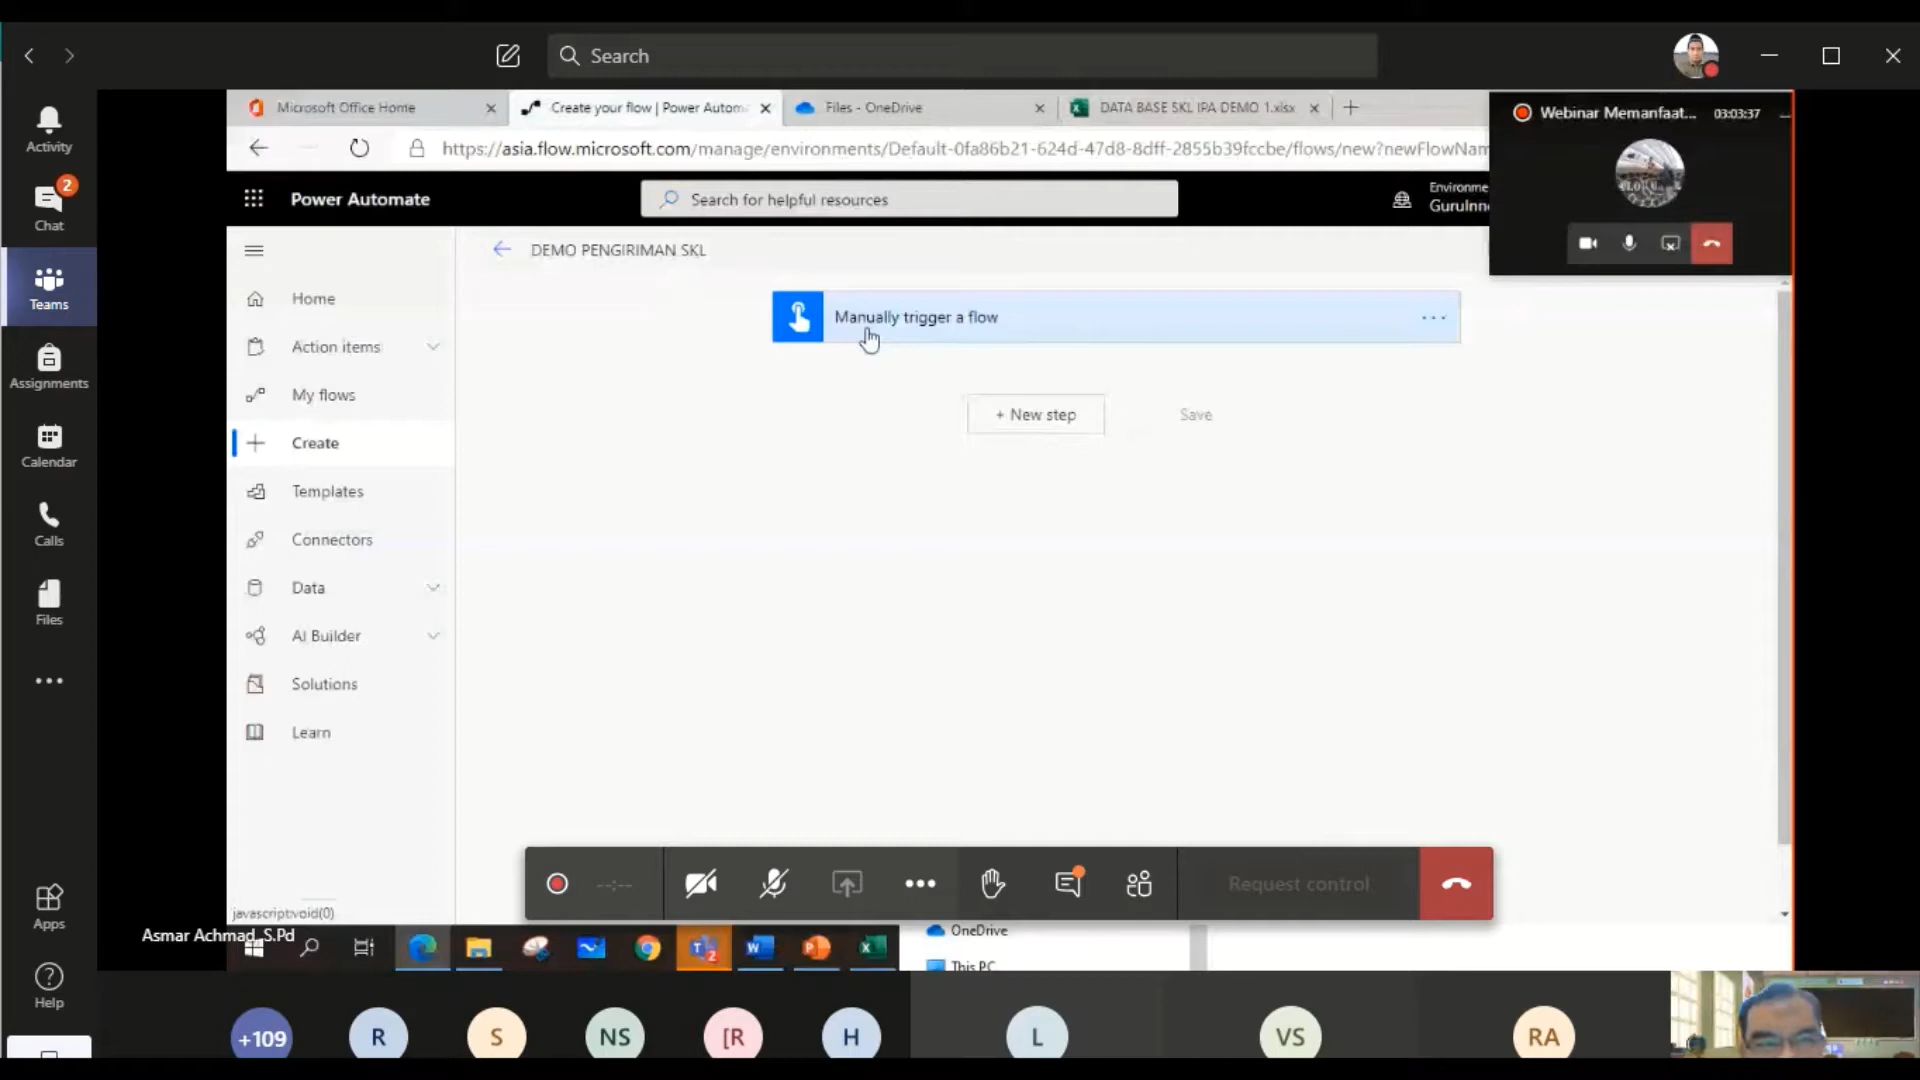 Search
Activity
2
Chat
Teams
Assignments
Calendar
Calls
Files
Apps
Help
Microsoft Office Home
Create your flow | Power Autom
Files - OneDrive
DATA BASE SKL IPA DEMO 1.xlsx
https://asia.flow.microsoft.com/manage/environments/Default-0fa86b21-624d-47d8-8dff-2855b39fccbe/flows/new?newFlowNam
Power Automate
Search for helpful resources
Environme
GuruInn
Webinar Memanfaat... 03:03:37
DEMO PENGIRIMAN SKL
Home
Action items
My flows
Create
Templates
Connectors
Data
AI Builder
Solutions
Learn
Manually trigger a flow
+ New step
Save
--:--
Request control
javascript:void(0)
Asmar Achmad, S.Pd
2
OneDrive
This PC
+109
R
S
NS
[R
H
L
VS
RA